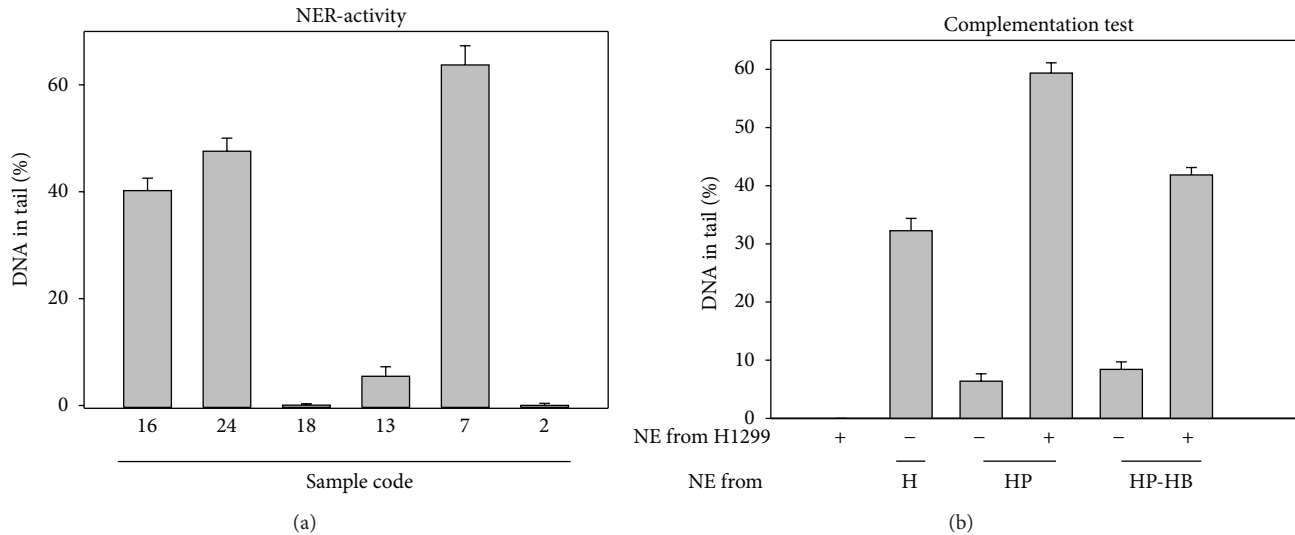 NER-activity
60
40
20
0
DNA in tail (%)
16 24 18 13 7 2
Sample code
(a)
Complementation test
60
50
40
30
20
10
0
DNA in tail (%)
NE from H1299 + − − + − +
NE from H HP HP-HB
(b)